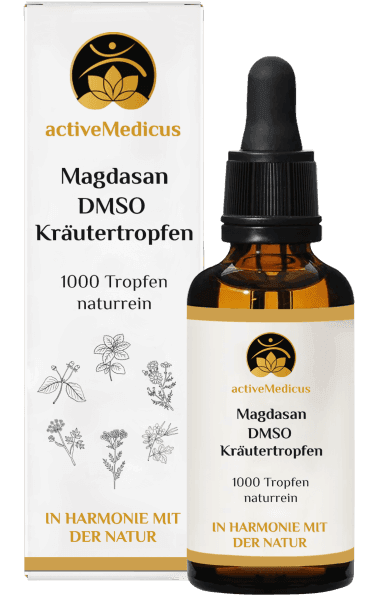 activeMedicus
Magdasan
DMSO
Kräutertropfen
1000 Tropfen
naturrein
IN HARMONIE MIT
DER NATUR
activeMedicus
Magdasan
DMSO
Kräutertropfen
1000 Tropfen
naturrein
IN HARMONIE MIT
DER NATUR